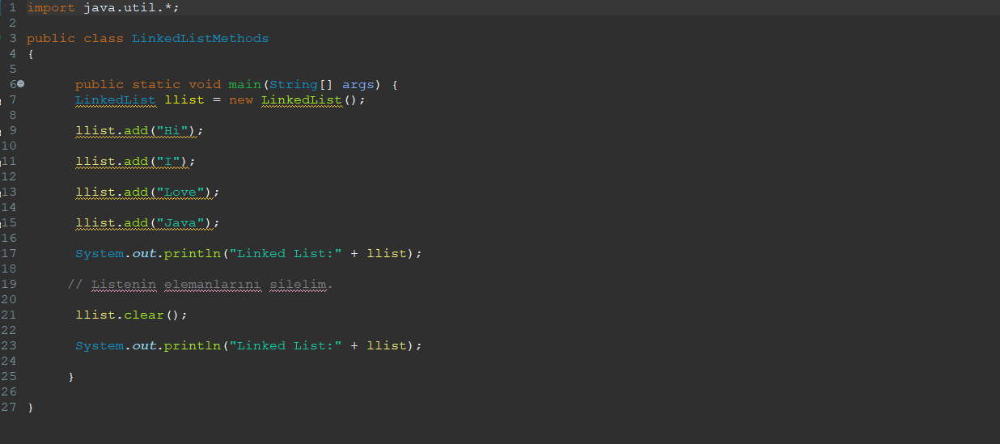 1 import java.util.*;
2
3 public class LinkedListMethods
4 {
5
6 public static void main(String[] args) {
7 LinkedList llist = new LinkedList();
8
9 llist.add("Hi");
10
11 llist.add("I");
12
13 llist.add("Love");
14
15 llist.add("Java");
16
17 System.out.println("Linked List:" + llist);
18
19 // Listenin elemanlarını silelim.
20
21 llist.clear();
22
23 System.out.println("Linked List:" + llist);
24
25 }
26
27 }